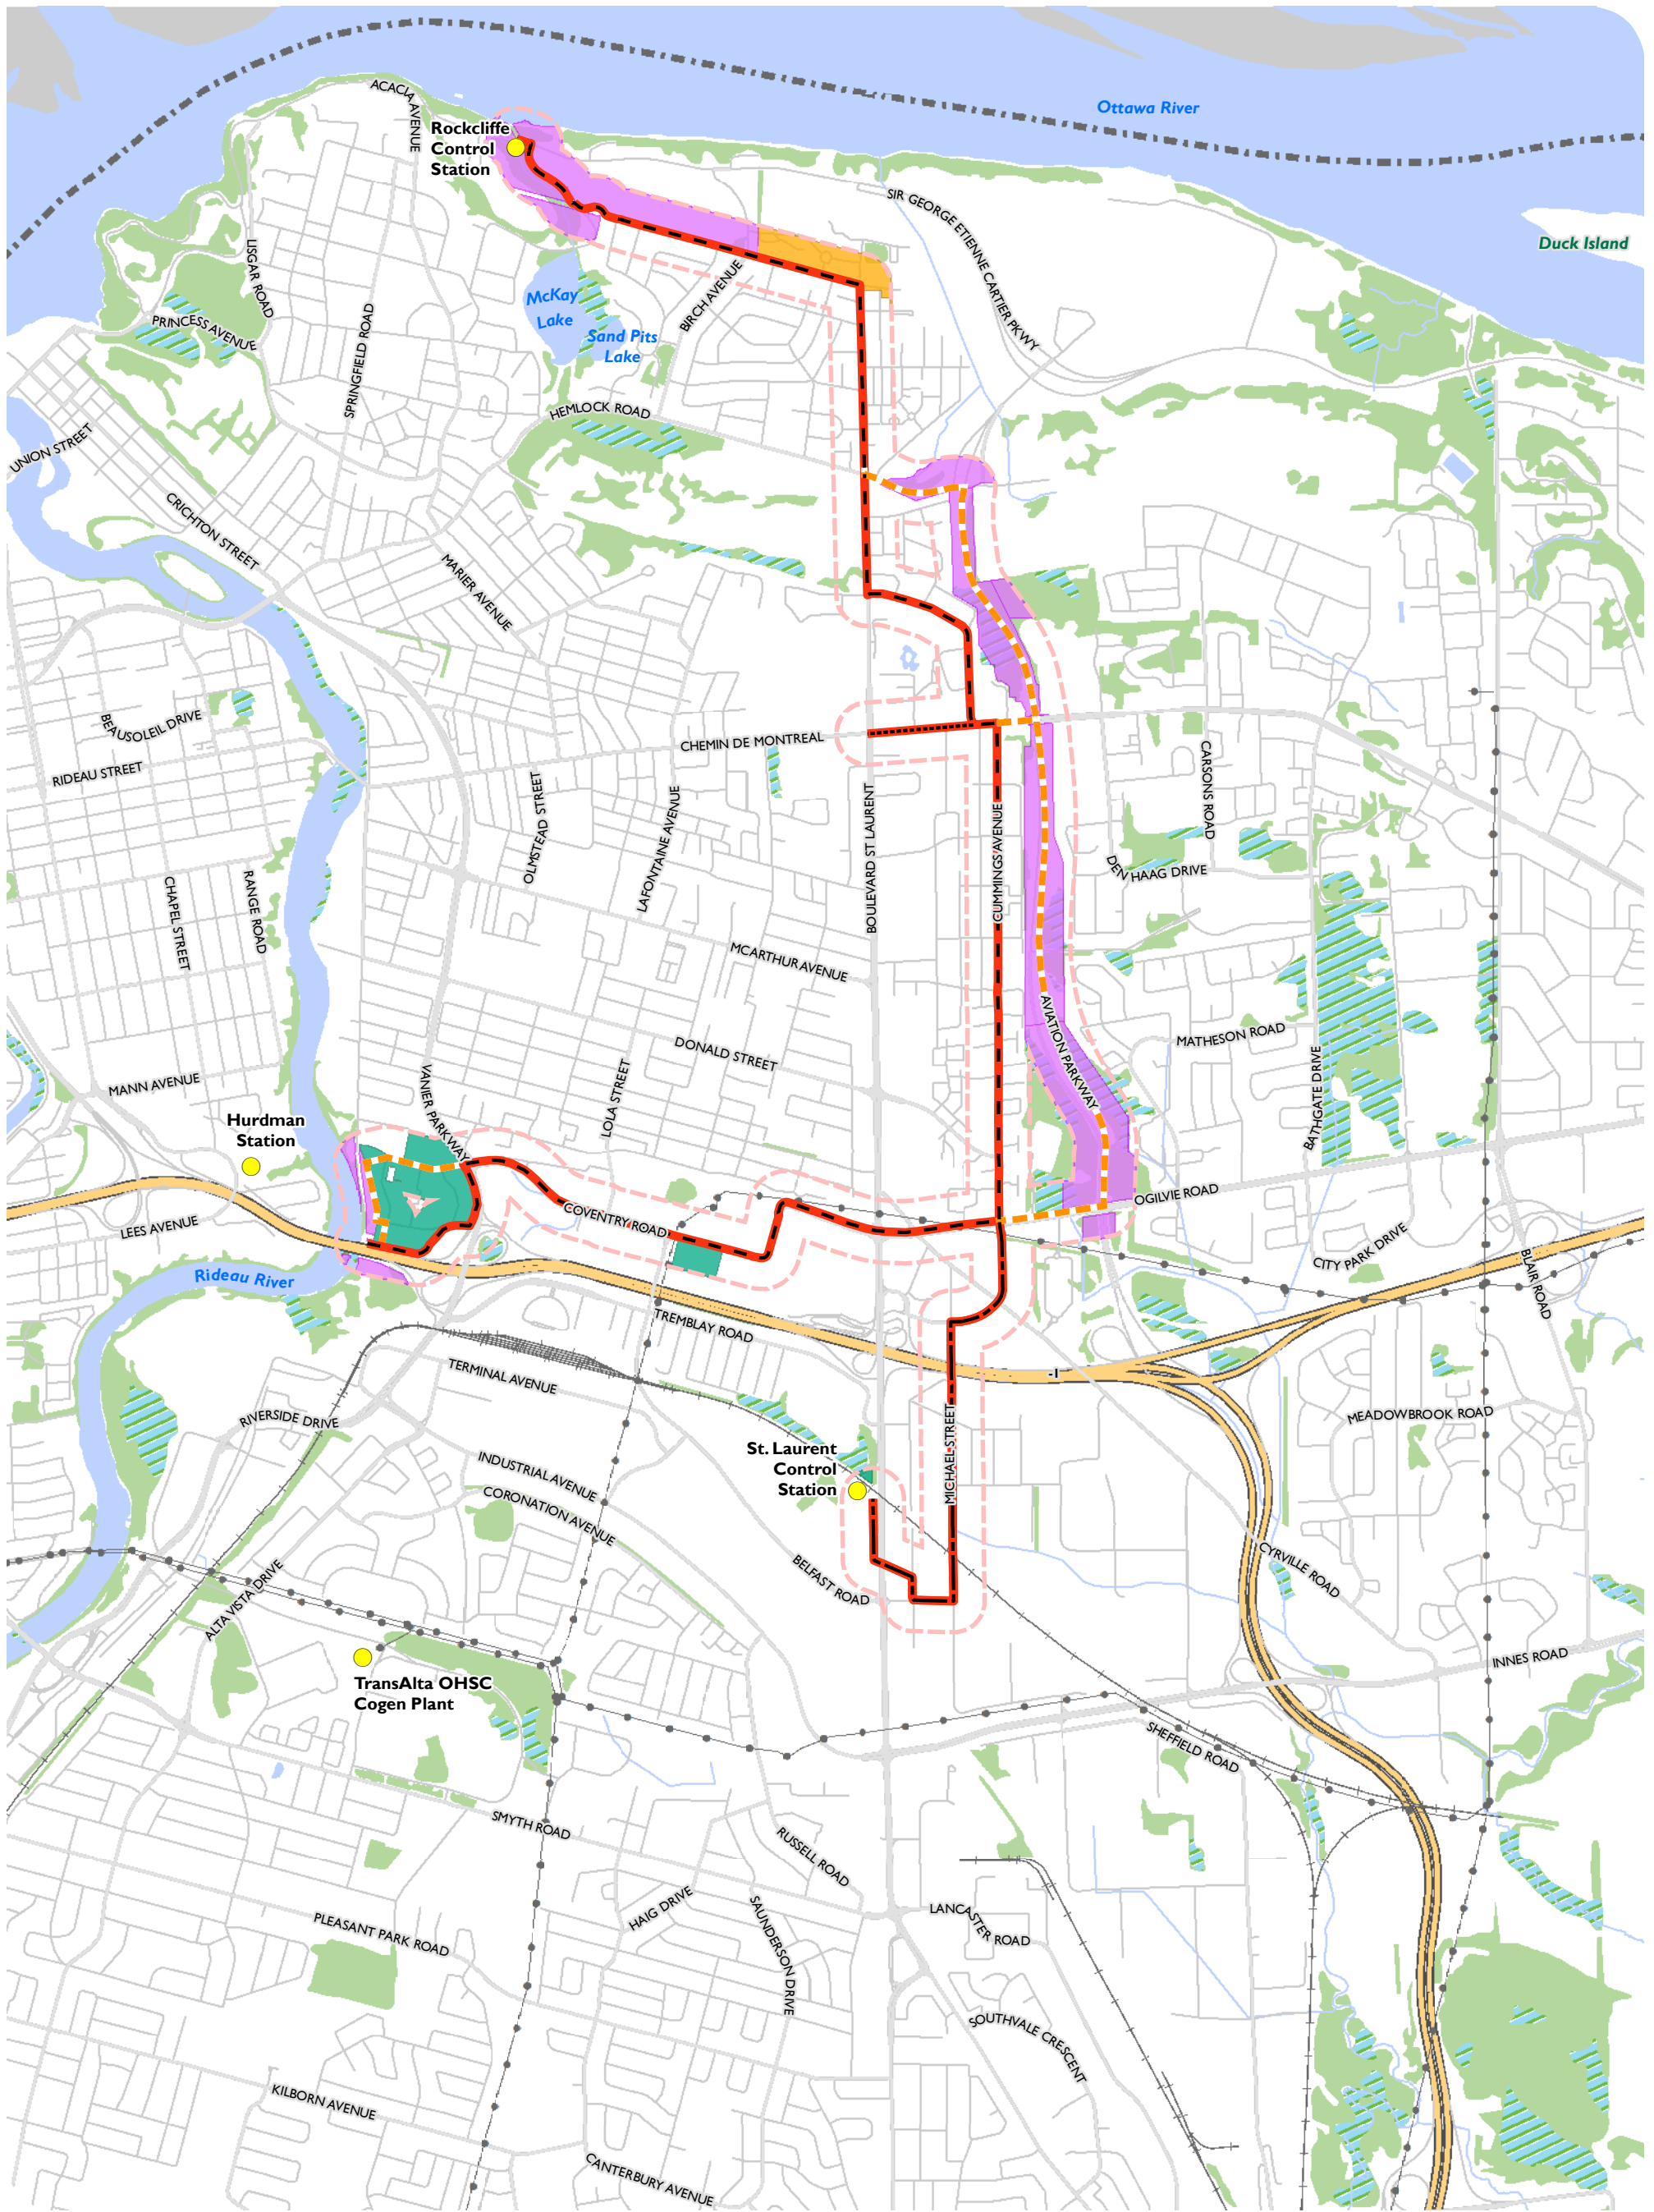 ACACIA AVENUE
Ottawa River
Rockcliffe
Control
Station
SIR GEORGE ETIENNE CARTIER PKWY
Duck Island
LISGAR ROAD
McKay
Lake
BIRCH AVENUE
PRINCESS AVENUE
Sand Pits
Lake
SPRINGFIELD ROAD
HEMLOCK ROAD
UNION STREET
CRICHTON STREET
MARIER AVENUE
BEAUSOLEIL DRIVE
CHEMIN DE MONTREAL
RIDEAU STREET
OLMSTEAD STREET
LAFONTAINE AVENUE
BOULEVARD ST LAURENT
CUMMINGS AVENUE
CARSONS ROAD
DEN HAAG DRIVE
CHAPEL STREET
RANGE ROAD
MCARTHUR AVENUE
AVIATION PARKWAY
MATHESON ROAD
DONALD STREET
MANN AVENUE
VANIER PARKWAY
LOLA STREET
BATHGATE DRIVE
Hurdman
Station
OGILVIE ROAD
LEES AVENUE
COVENTRY ROAD
CITY PARK DRIVE
BLAIR ROAD
Rideau River
TREMBLAY ROAD
TERMINAL AVENUE
RIVERSIDE DRIVE
MEADOWBROOK ROAD
MICHAEL STREET
St. Laurent
Control
Station
INDUSTRIAL AVENUE
CORONATION AVENUE
BELFAST ROAD
CYRVILLE ROAD
ALTA VISTA DRIVE
INNES ROAD
TransAlta OHSC
Cogen Plant
SHEFFIELD ROAD
SMYTH ROAD
RUSSELL ROAD
HAIG DRIVE
SAUNDERSON DRIVE
LANCASTER ROAD
PLEASANT PARK ROAD
SOUTHVALE CRESCENT
KILBORN AVENUE
CANTERBURY AVENUE